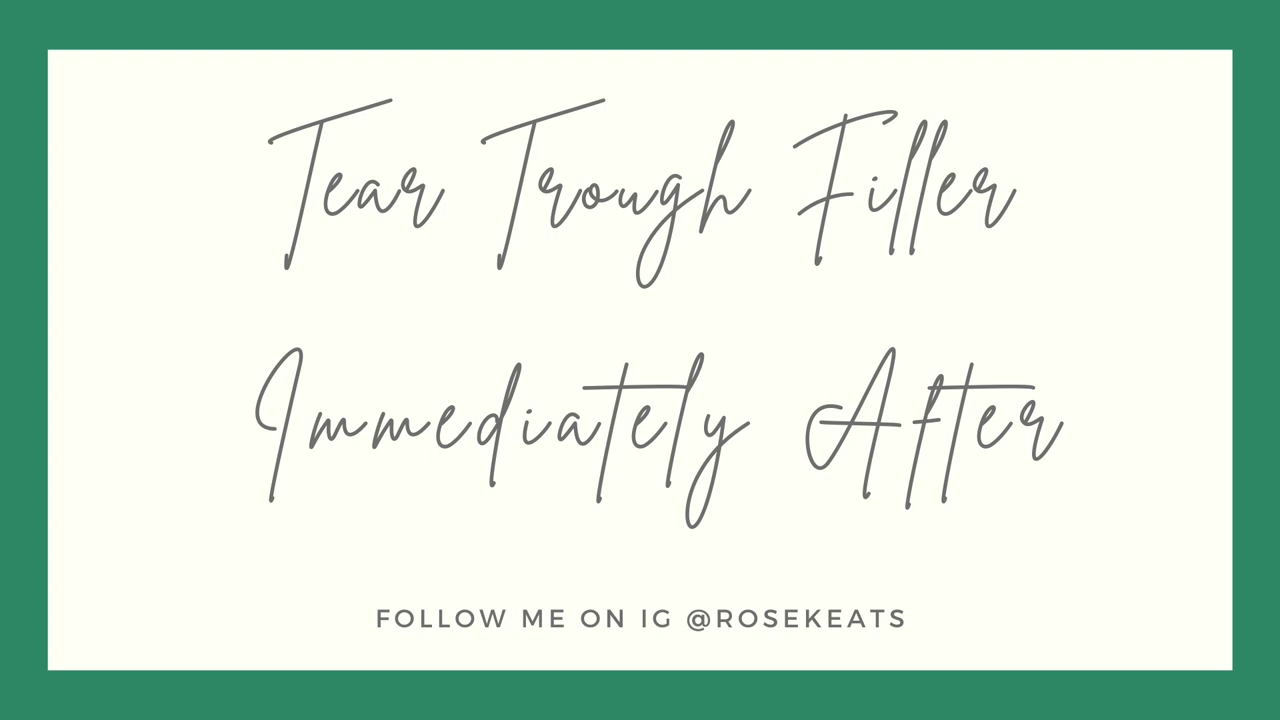 Tear Trough Filler
Immediately After
FOLLOW ME ON IG @ROSEKEATS